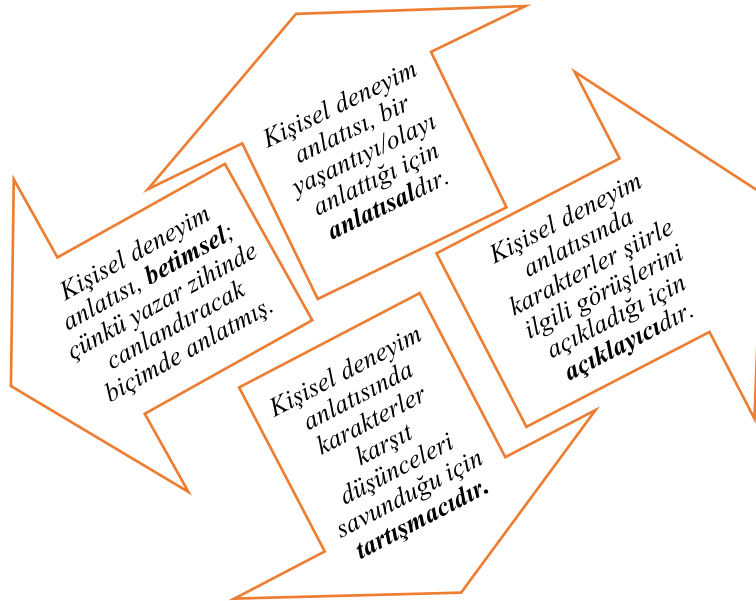 Kişisel deneyim
anlatısı, bir
yaşantıyı/olayı
anlattığı için
anlatısaldır.
Kişisel deneyim
anlatısı, betimsel;
çünkü yazar zihinde
canlandıracak
biçimde anlatmış.
Kişisel deneyim
anlatısında
karakterler şiirle
ilgili görüşlerini
açıkladığı için
açıklayıcıdır.
Kişisel deneyim
anlatısında
karakterler
karşıt
düşünceleri
savunduğu için
tartışmacıdır.